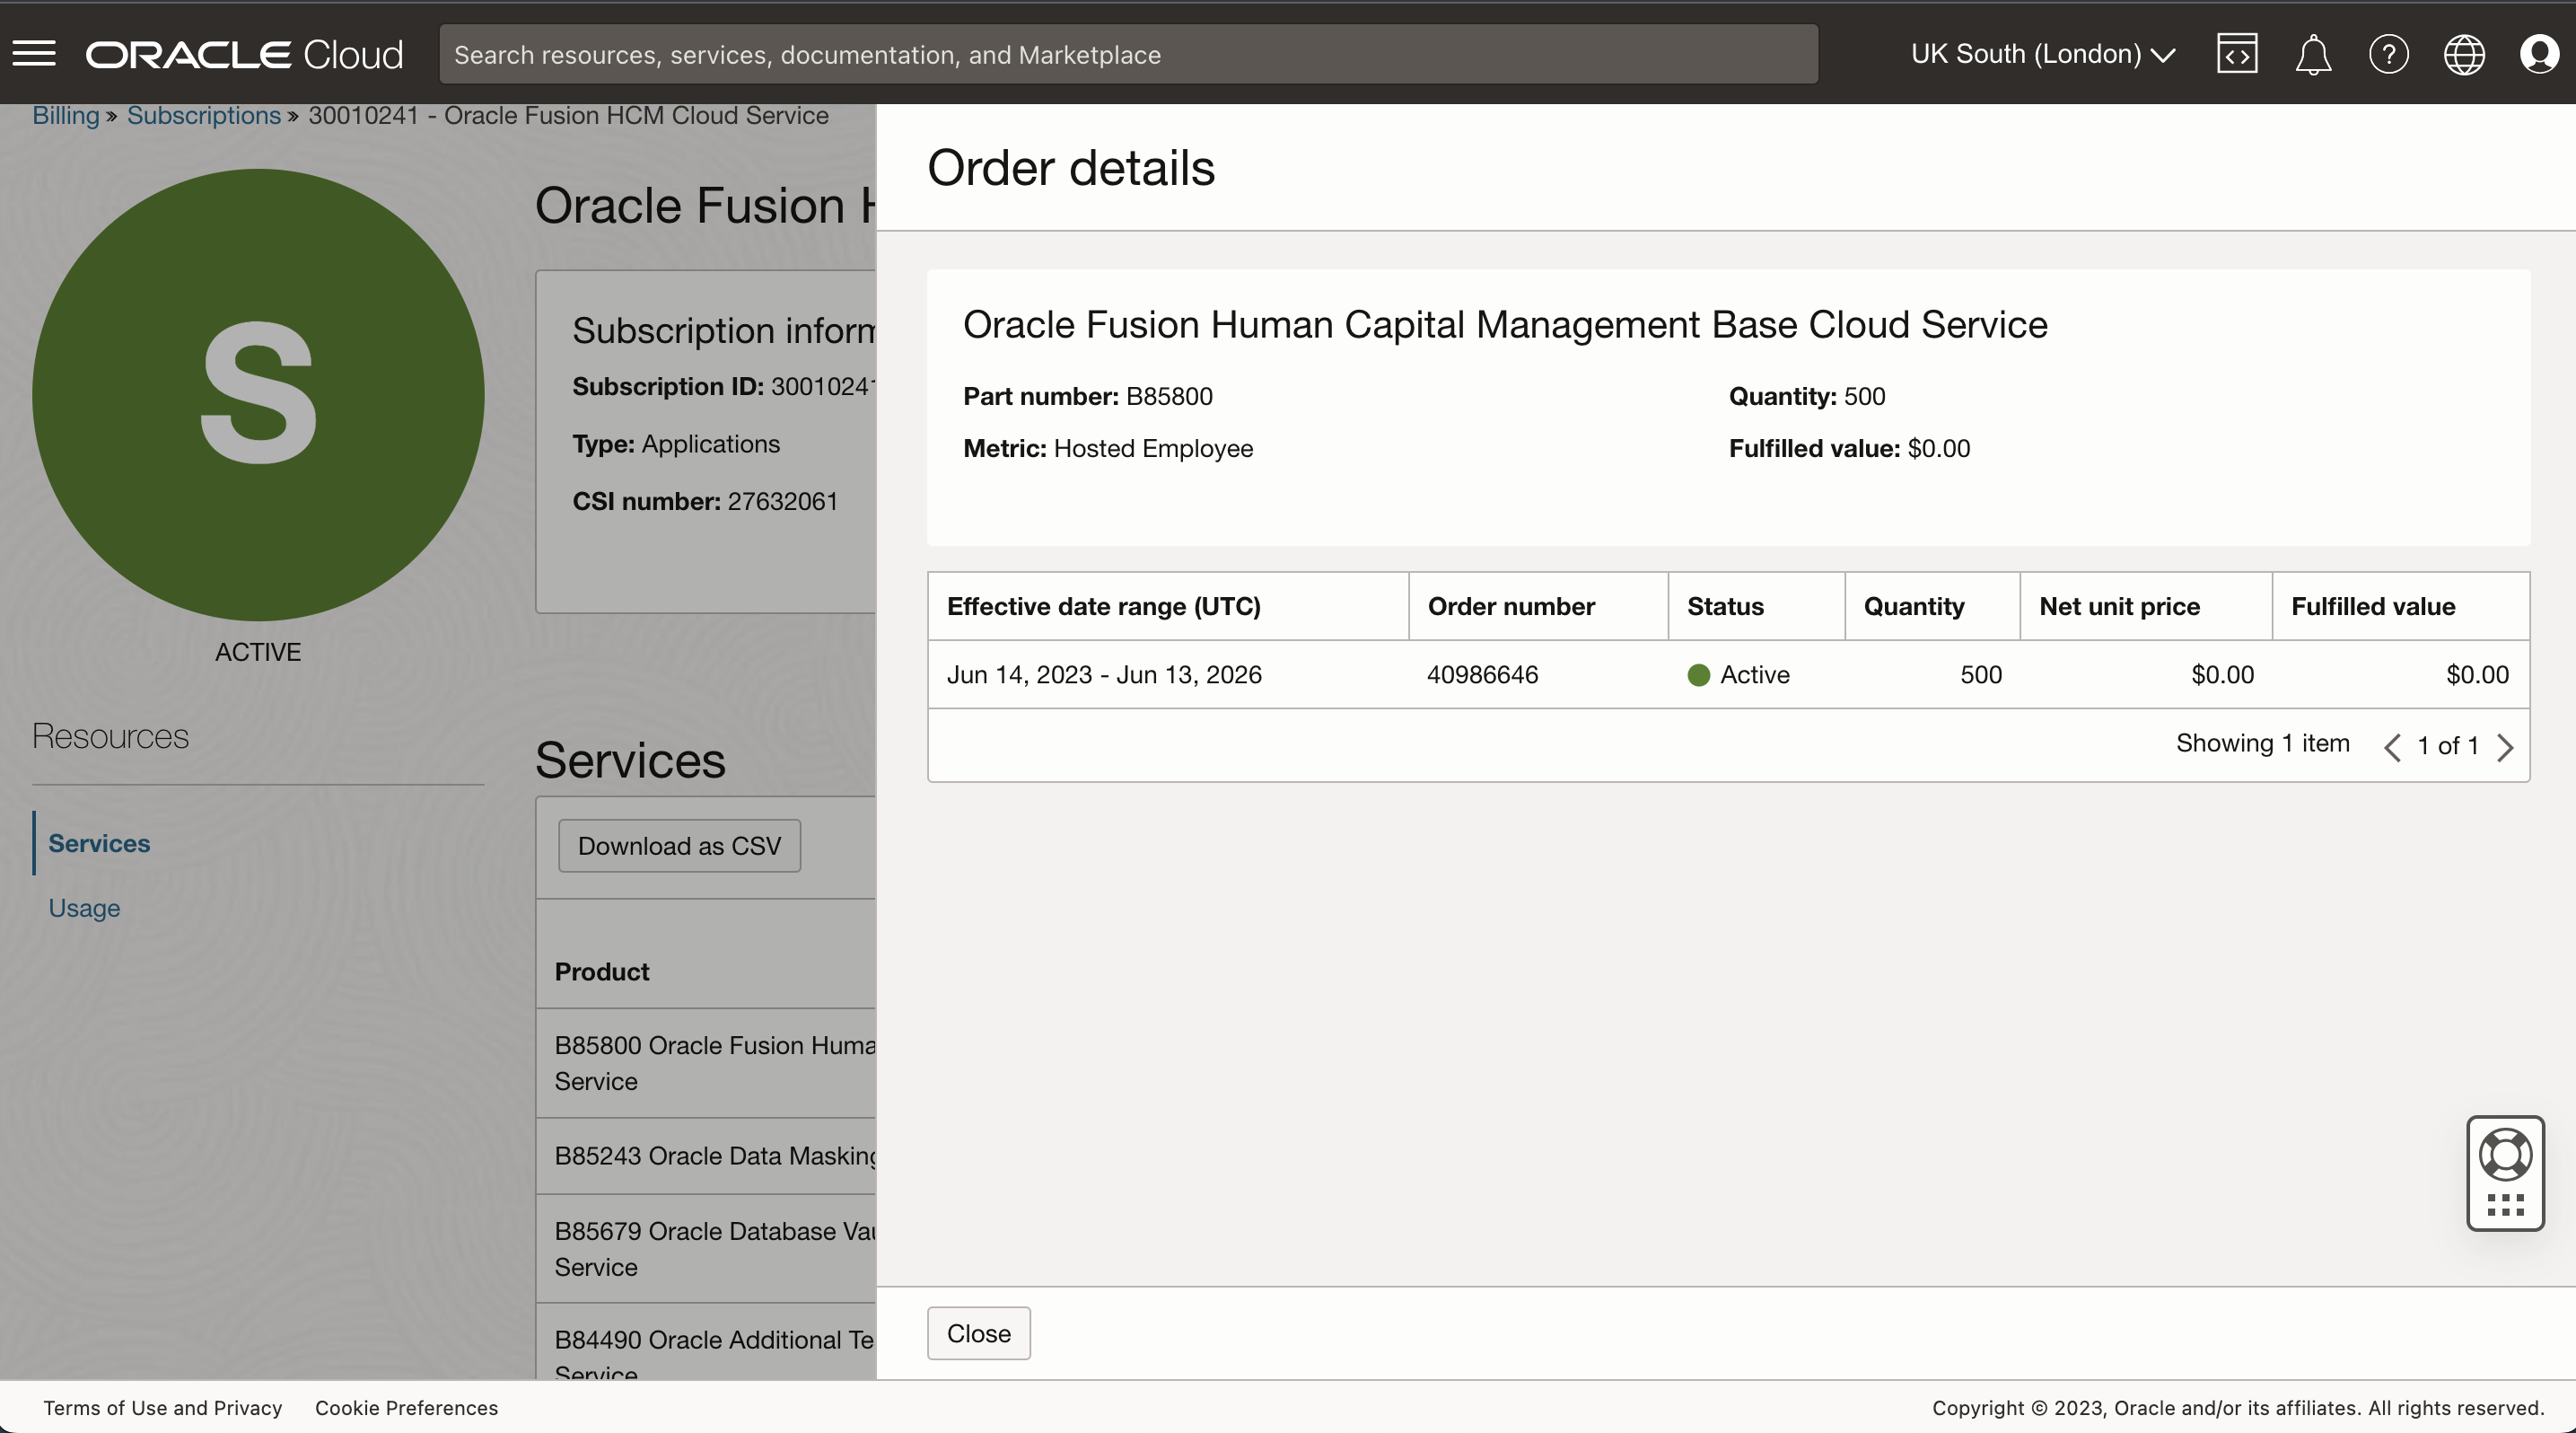 ORACLE Cloud
Search resources, services, documentation, and Marketplace
UK South (London)
Billing » Subscriptions » 30010241 - Oracle Fusion HCM Cloud Service
S
ACTIVE
Resources
Services
Usage
Oracle Fusion H
Subscription inform
Subscription ID: 30010241
Type: Applications
CSI number: 27632061
Services
Download as CSV
Product
B85800 Oracle Fusion Huma
Service
B85243 Oracle Data Masking
B85679 Oracle Database Vau
Service
B84490 Oracle Additional Te
Service
Order details
Oracle Fusion Human Capital Management Base Cloud Service
Part number: B85800
Quantity: 500
Metric: Hosted Employee
Fulfilled value: $0.00
Effective date range (UTC) Order number Status Quantity Net unit price Fulfilled value
Jun 14, 2023 - Jun 13, 2026 40986646 Active 500 $0.00 $0.00
Showing 1 item < 1 of 1 >
Close
Terms of Use and Privacy Cookie Preferences
Copyright © 2023, Oracle and/or its affiliates. All rights reserved.